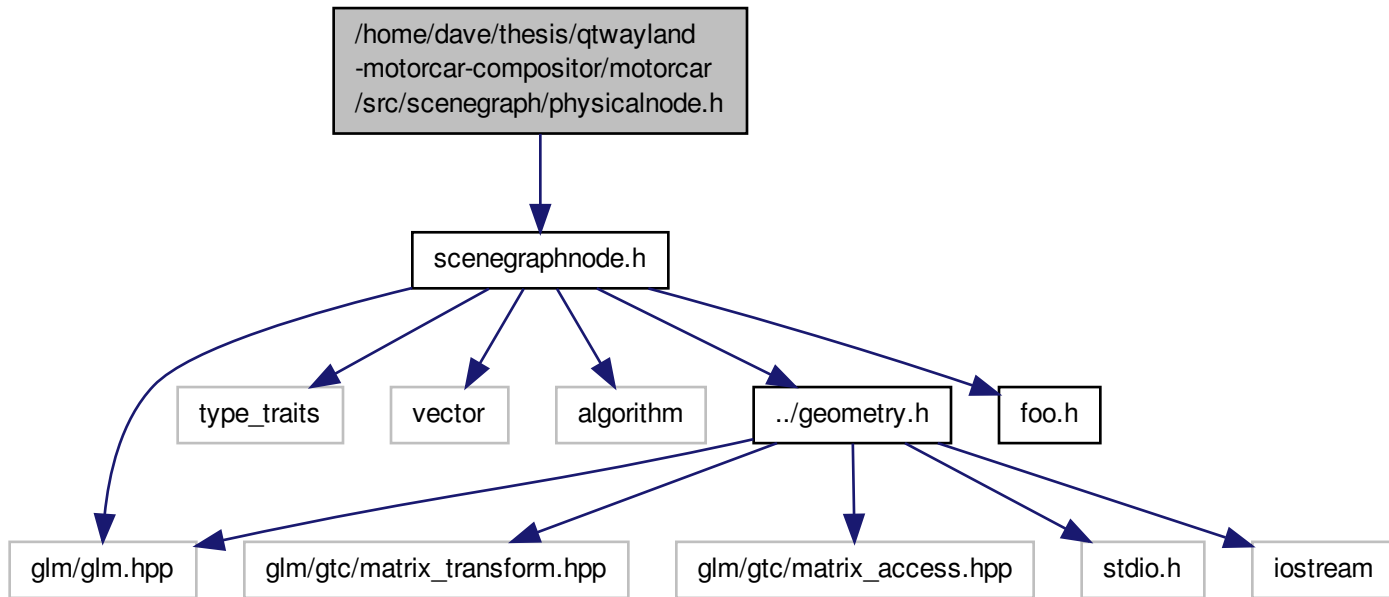 /home/dave/thesis/qtwayland
-motorcar-compositor/motorcar
/src/scenegraph/physicalnode.h
scenegraphnode.h
type_traits
vector
algorithm
../geometry.h
foo.h
glm/glm.hpp
glm/gtc/matrix_transform.hpp
glm/gtc/matrix_access.hpp
stdio.h
iostream